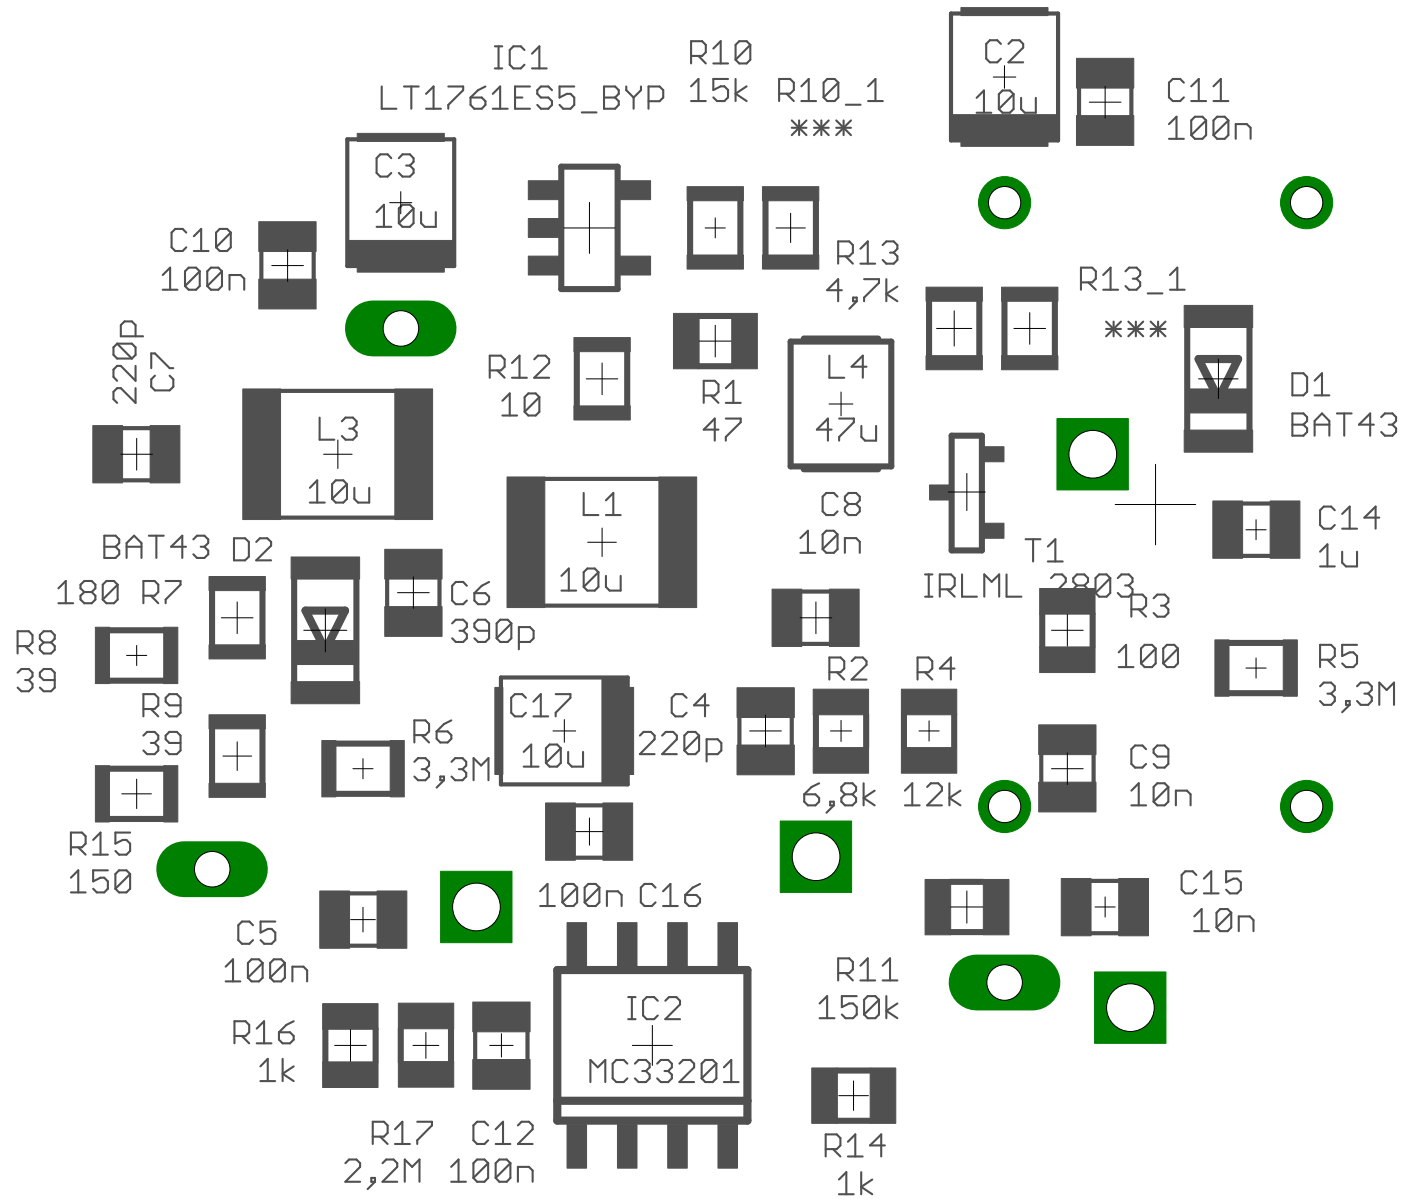 IC1
LT1761ES5_BYP
R10
15k
R10_1
***
C2
10u
C11
100n
C3
10u
C10
100n
R13
4,7k
R13_1
***
220p
C7
R12
10
R1
47
L4
47u
D1
BAT43
L3
10u
L1
10u
C8
10n
C14
1u
BAT43 D2
T1
IRLML_2803
180 R7
C6
390p
R3
100
R8
39
R2
R4
R5
3,3M
R9
39
R6
3,3M
C17
10u
C4
220p
6,8k
12k
C9
10n
R15
150
100n C16
C15
10n
C5
100n
R11
150k
IC2
MC33201
R16
1k
R17
2,2M
C12
100n
R14
1k